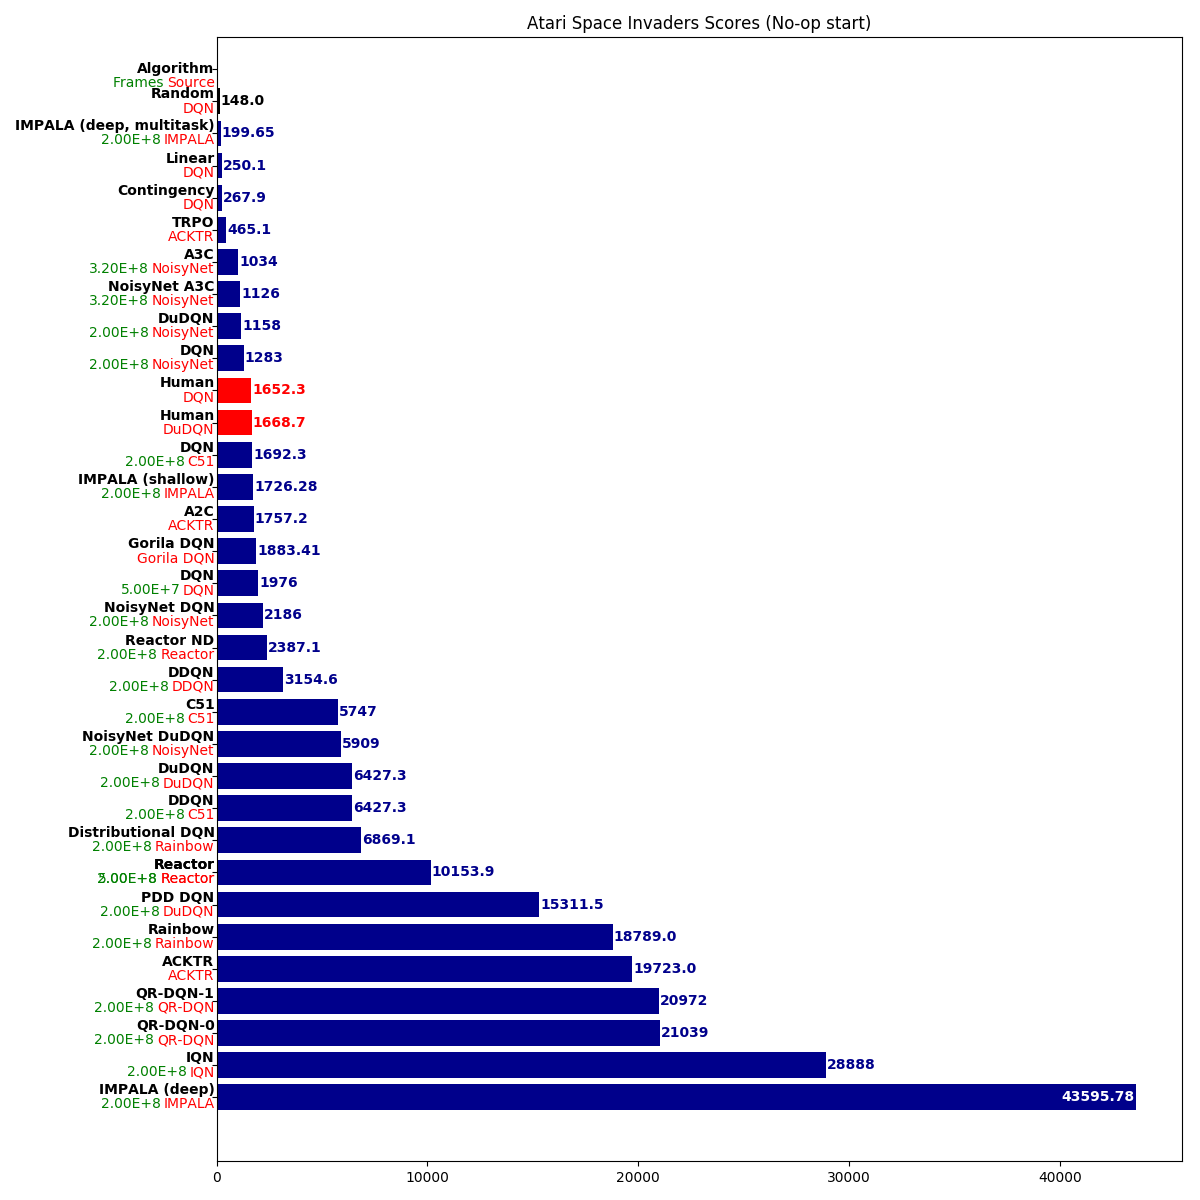 Atari Space Invaders Scores (No-op start)
Algorithm
Frames Source
Random
DQN
148.0
IMPALA (deep, multitask)
2.00E+8 IMPALA
199.65
Linear
DQN
250.1
Contingency
DQN
267.9
TRPO
ACKTR
465.1
A3C
3.20E+8 NoisyNet
1034
NoisyNet A3C
3.20E+8 NoisyNet
1126
DuDQN
2.00E+8 NoisyNet
1158
DQN
2.00E+8 NoisyNet
1283
Human
DQN
1652.3
Human
DuDQN
1668.7
DQN
2.00E+8 C51
1692.3
IMPALA (shallow)
2.00E+8 IMPALA
1726.28
A2C
ACKTR
1757.2
Gorila DQN
Gorila DQN
1883.41
DQN
5.00E+7 DQN
1976
NoisyNet DQN
2.00E+8 NoisyNet
2186
Reactor ND
2.00E+8 Reactor
2387.1
DDQN
2.00E+8 DDQN
3154.6
C51
2.00E+8 C51
5747
NoisyNet DuDQN
2.00E+8 NoisyNet
5909
DuDQN
2.00E+8 DuDQN
6427.3
DDQN
2.00E+8 C51
6427.3
Distributional DQN
2.00E+8 Rainbow
6869.1
Reactor
Reactor
10153.9
PDD DQN
2.00E+8 DuDQN
15311.5
Rainbow
2.00E+8 Rainbow
18789.0
ACKTR
ACKTR
19723.0
QR-DQN-1
2.00E+8 QR-DQN
20972
QR-DQN-0
2.00E+8 QR-DQN
21039
IQN
2.00E+8 IQN
28888
IMPALA (deep)
2.00E+8 IMPALA
43595.78
0 10000 20000 30000 40000